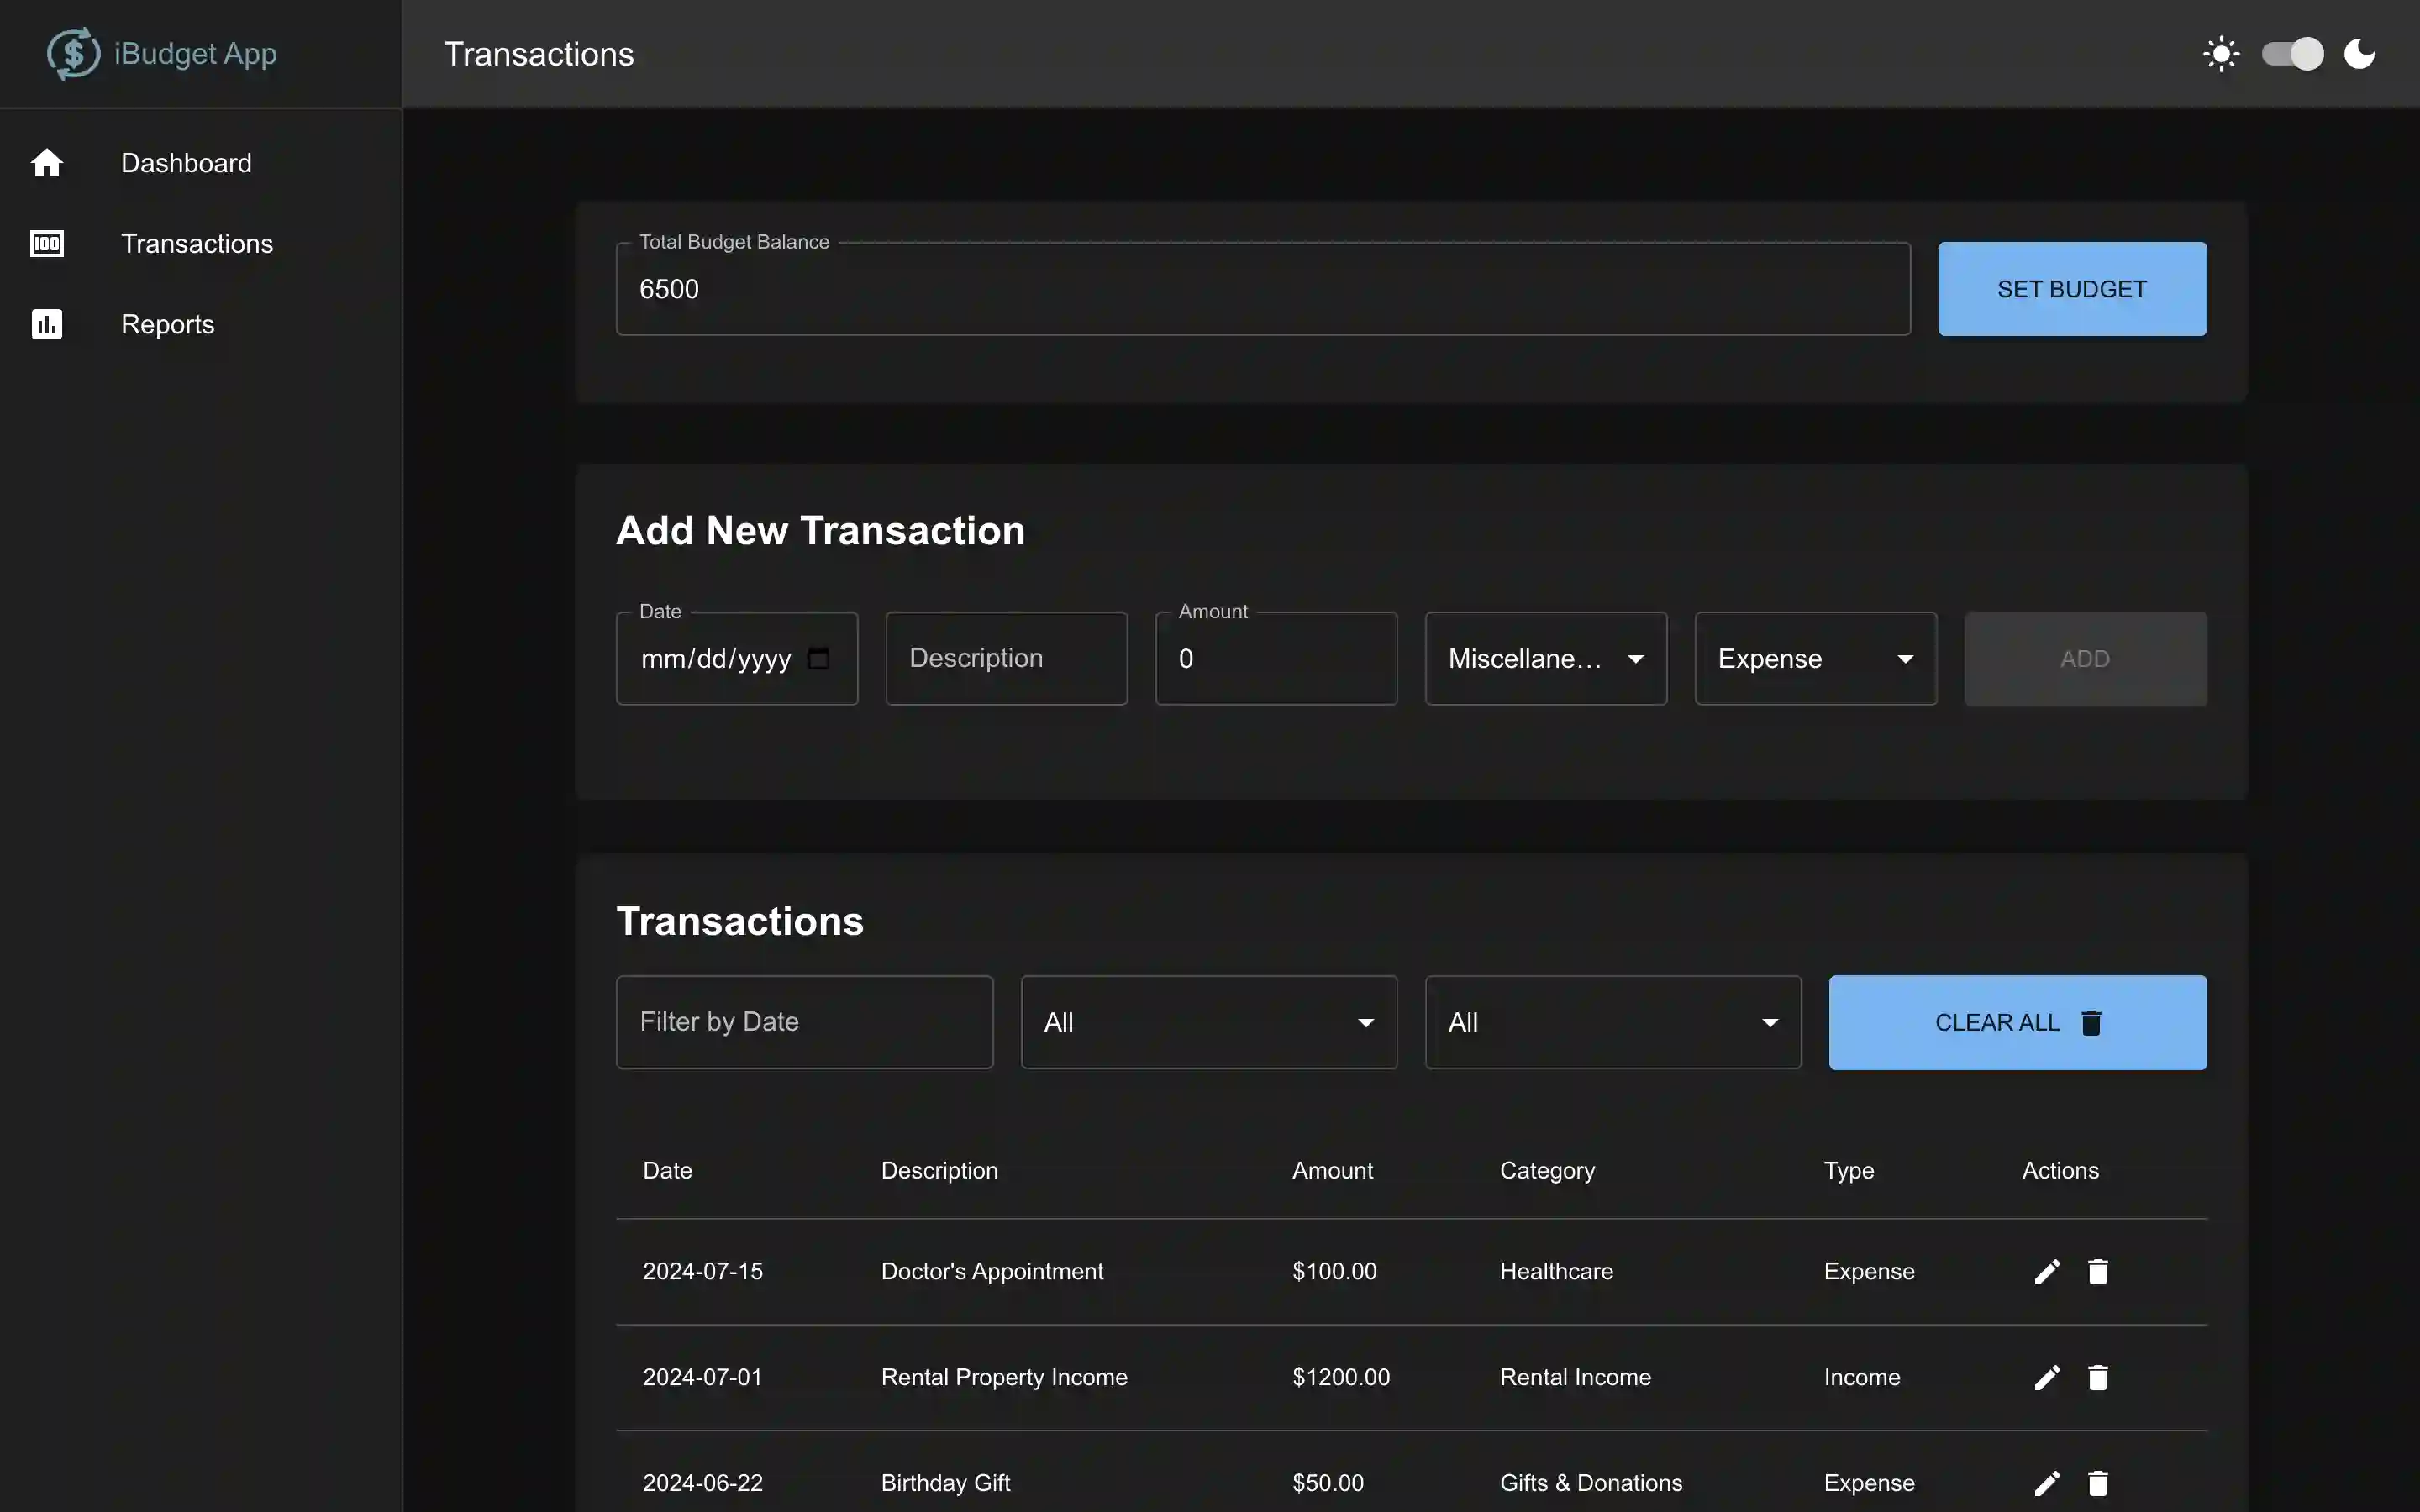 iBudget App
Transactions
Dashboard
Transactions
Reports
Total Budget Balance
6500
SET BUDGET
Add New Transaction
Date
mm/dd/yyyy
Description
Amount
0
Miscellane...
Expense
ADD
Transactions
Filter by Date
All
All
CLEAR ALL
Date Description Amount Category Type Actions
2024-07-15 Doctor's Appointment $100.00 Healthcare Expense
2024-07-01 Rental Property Income $1200.00 Rental Income Income
2024-06-22 Birthday Gift $50.00 Gifts & Donations Expense